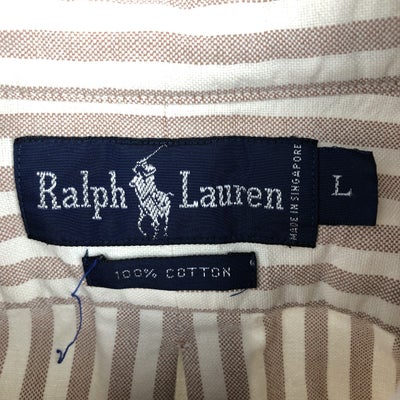 Ralph Lauren
MADE IN SINGAPORE
L
100% COTTON